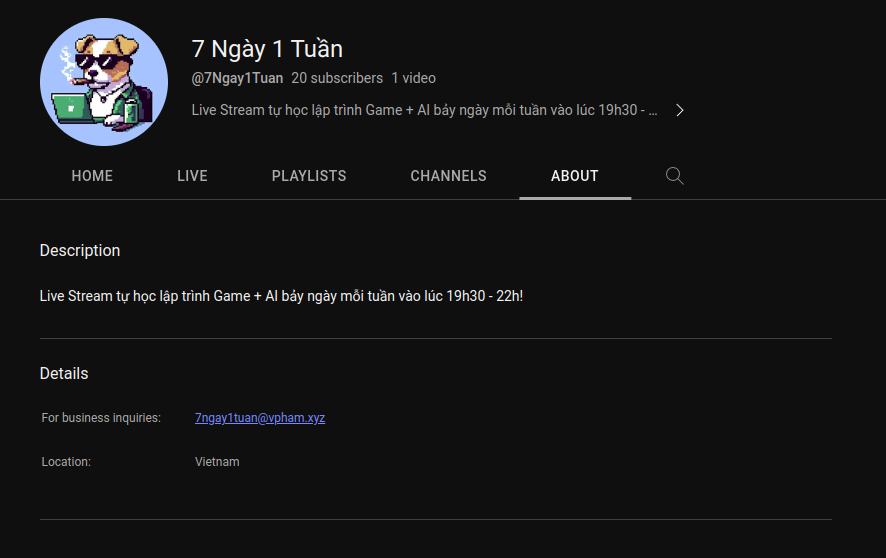 7 Ngày 1 Tuần
@7Ngay1Tuan 20 subscribers 1 video
Live Stream tự học lập trình Game + AI bảy ngày mỗi tuần vào lúc 19h30 - ...
HOME LIVE PLAYLISTS CHANNELS ABOUT
Description
Live Stream tự học lập trình Game + AI bảy ngày mỗi tuần vào lúc 19h30 - 22h!
Details
For business inquiries: 7ngay1tuan@vpham.xyz
Location: Vietnam